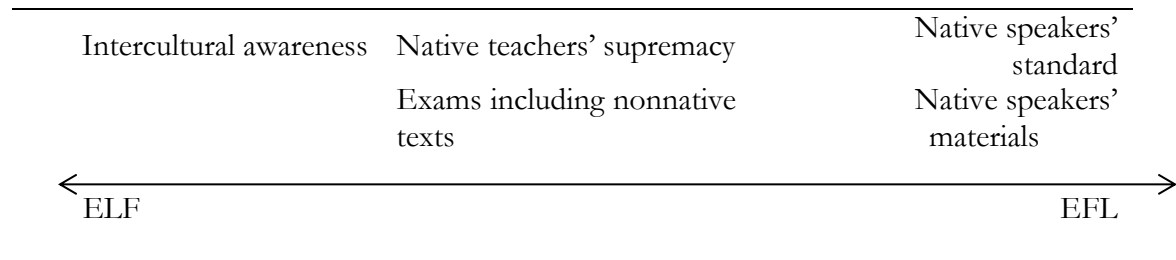 Intercultural awareness Native teachers’ supremacy Native speakers’
standard
Exams including nonnative Native speakers’
texts materials
ELF EFL